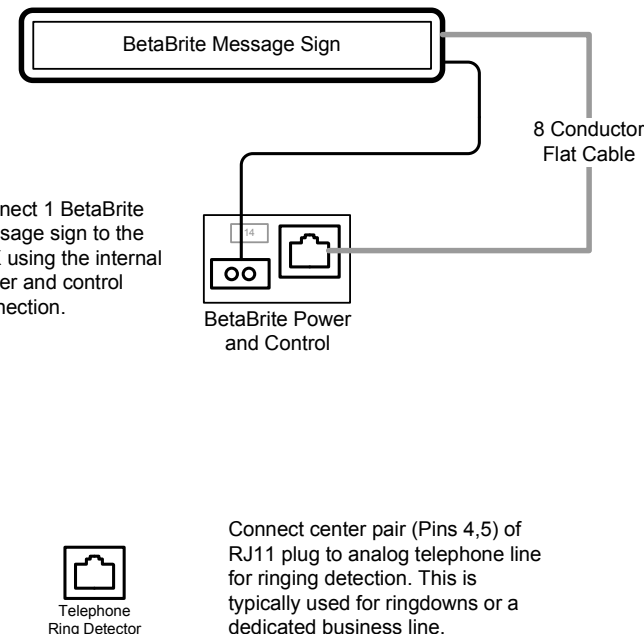 BetaBrite Message Sign
8 Conductor
Flat Cable
nect 1 BetaBrite
sage sign to the
using the internal
er and control
nection.
14
BetaBrite Power
and Control
Connect center pair (Pins 4,5) of
RJ11 plug to analog telephone line
for ringing detection. This is
typically used for ringdowns or a
dedicated business line.
Telephone
Ring Detector